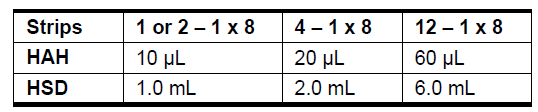 Strips 1 or 2 – 1 x 8 4 – 1 x 8 12 – 1 x 8
HAH 10 µL 20 µL 60 µL
HSD 1.0 mL 2.0 mL 6.0 mL